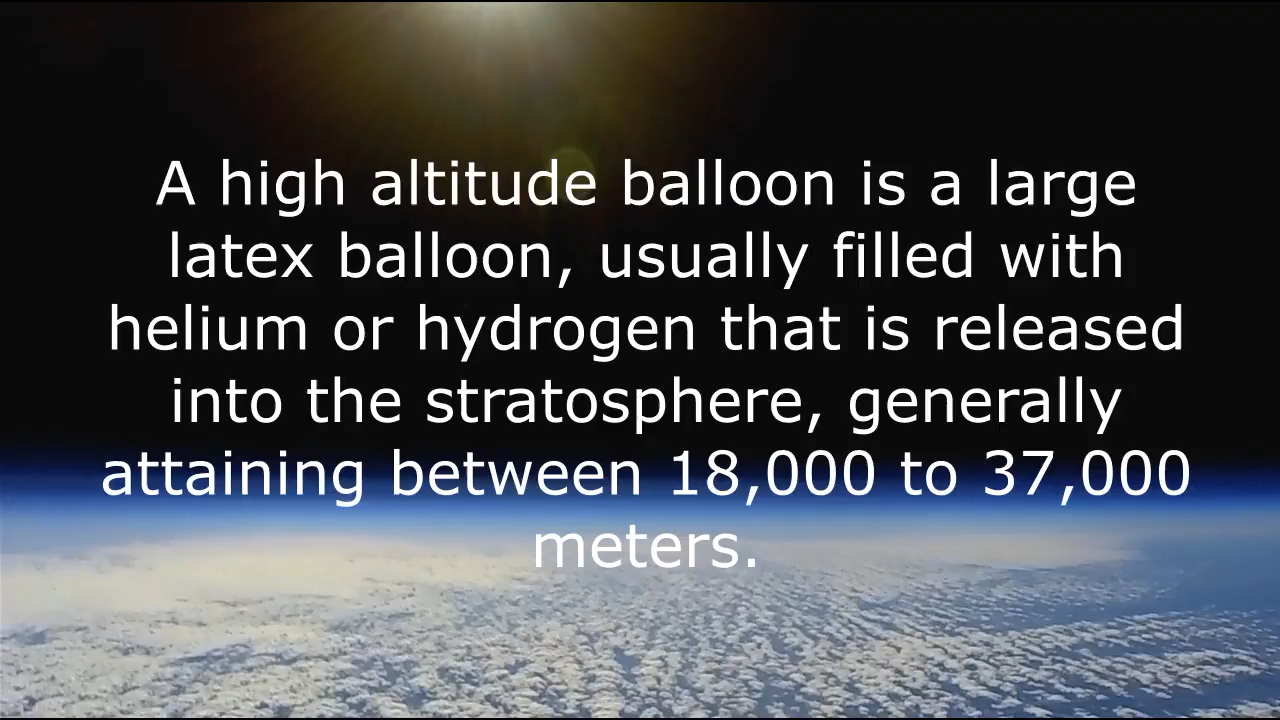 A high altitude balloon is a large
latex balloon, usually filled with
helium or hydrogen that is released
into the stratosphere, generally
attaining between 18,000 to 37,000
meters.